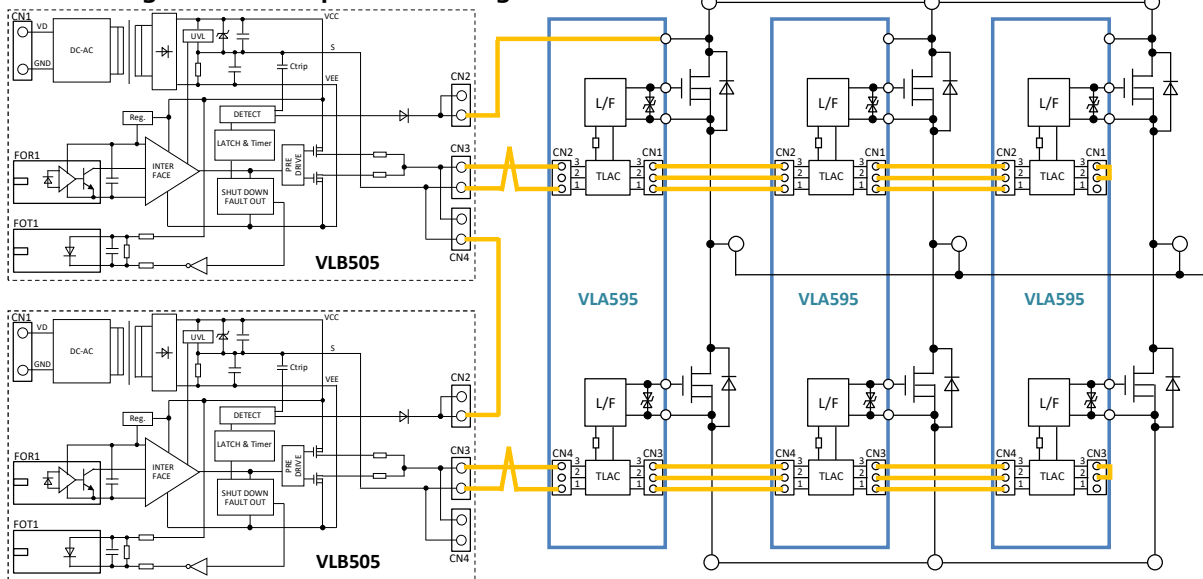 CN1
VD
GND
DC-AC
UVL
VCC
S
Ctrip
VEE
CN2
Reg.
DETECT
LATCH & Timer
FOR1
INTER
FACE
PRE
DRIVE
SHUT DOWN
FAULT OUT
CN3
FOT1
VLB505
CN4
CN1
VD
GND
DC-AC
UVL
VCC
S
Ctrip
VEE
CN2
Reg.
DETECT
LATCH & Timer
FOR1
INTER
FACE
PRE
DRIVE
SHUT DOWN
FAULT OUT
CN3
FOT1
VLB505
CN4
L/F
CN2
3
2
1
TLAC
CN1
3
2
1
VLA595
L/F
CN4
3
2
1
TLAC
CN3
3
2
1
L/F
CN2
3
2
1
TLAC
CN1
3
2
1
VLA595
L/F
CN4
3
2
1
TLAC
CN3
3
2
1
L/F
CN2
3
2
1
TLAC
CN1
3
2
1
VLA595
L/F
CN4
3
2
1
TLAC
CN3
3
2
1